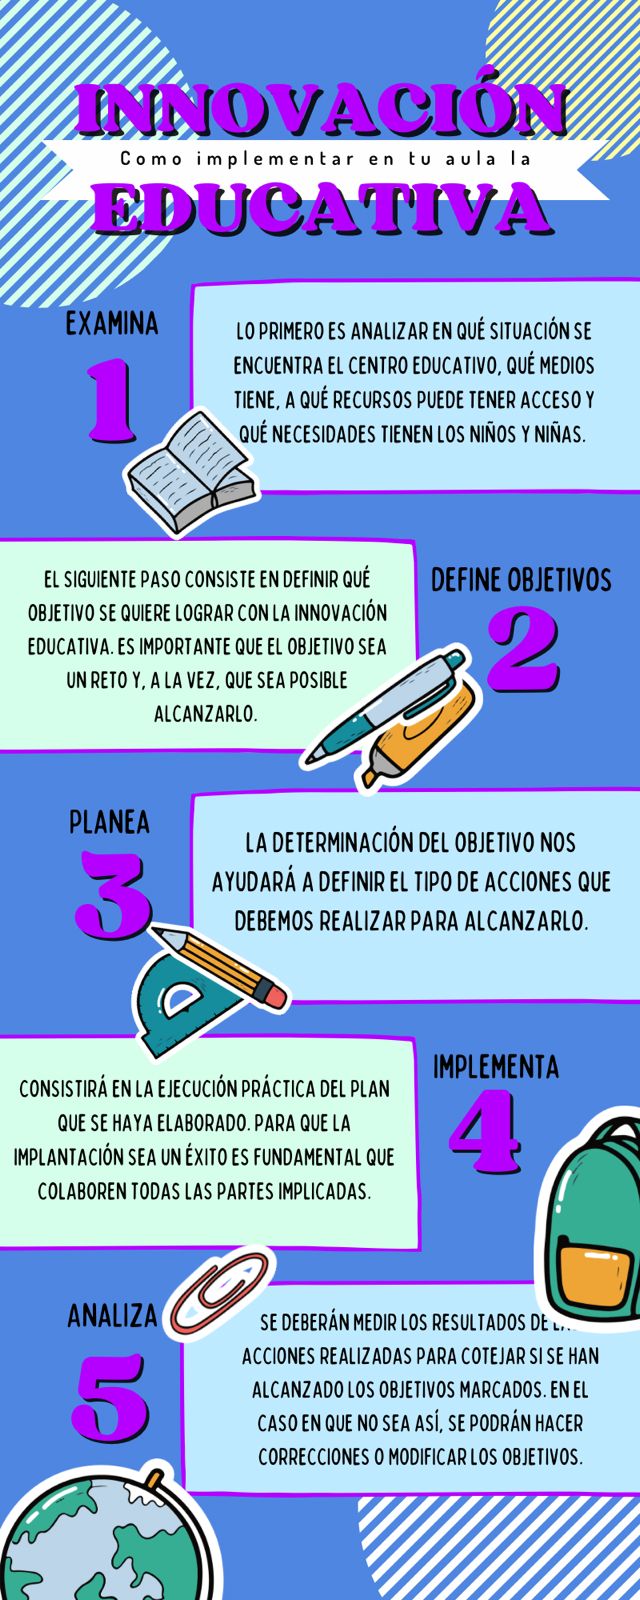 INNOVACIÓN
Como implementar en tu aula la
EDUCATIVA
EXAMINA
1
LO PRIMERO ES ANALIZAR EN QUÉ SITUACIÓN SE
ENCUENTRA EL CENTRO EDUCATIVO, QUÉ MEDIOS
TIENE, A QUÉ RECURSOS PUEDE TENER ACCESO Y
QUÉ NECESIDADES TIENEN LOS NIÑOS Y NIÑAS.
DEFINE OBJETIVOS
2
EL SIGUIENTE PASO CONSISTE EN DEFINIR QUÉ
OBJETIVO SE QUIERE LOGRAR CON LA INNOVACIÓN
EDUCATIVA. ES IMPORTANTE QUE EL OBJETIVO SEA
UN RETO Y, A LA VEZ, QUE SEA POSIBLE
ALCANZARLO.
PLANEA
3
LA DETERMINACIÓN DEL OBJETIVO NOS
AYUDARÁ A DEFINIR EL TIPO DE ACCIONES QUE
DEBEMOS REALIZAR PARA ALCANZARLO.
IMPLEMENTA
4
CONSISTIRÁ EN LA EJECUCIÓN PRÁCTICA DEL PLAN
QUE SE HAYA ELABORADO. PARA QUE LA
IMPLANTACIÓN SEA UN ÉXITO ES FUNDAMENTAL QUE
COLABOREN TODAS LAS PARTES IMPLICADAS.
ANALIZA
5
SE DEBERÁN MEDIR LOS RESULTADOS DE
ACCIONES REALIZADAS PARA COTEJAR SI SE HAN
ALCANZADO LOS OBJETIVOS MARCADOS. EN EL
CASO EN QUE NO SEA ASÍ, SE PODRÁN HACER
CORRECCIONES O MODIFICAR LOS OBJETIVOS.